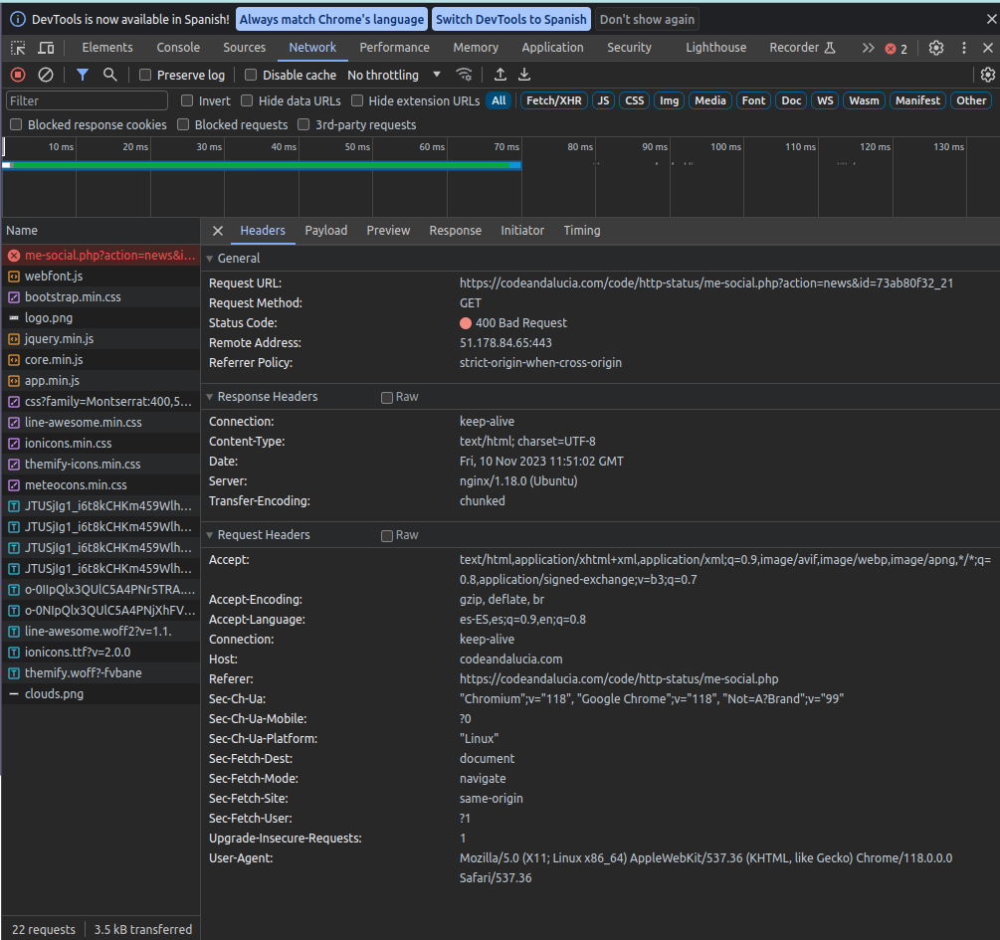 DevTools is now available in Spanish! Always match Chrome's language Switch DevTools to Spanish Don't show again
Elements Console Sources Network Performance Memory Application Security Lighthouse Recorder 2
Preserve log Disable cache No throttling
Filter Invert Hide data URLs Hide extension URLs All Fetch/XHR JS CSS Img Media Font Doc WS Wasm Manifest Other
Blocked response cookies Blocked requests 3rd-party requests
10 ms 20 ms 30 ms 40 ms 50 ms 60 ms 70 ms 80 ms 90 ms 100 ms 110 ms 120 ms 130 ms
Name
me-social.php?action=news&i...
webfont.js
bootstrap.min.css
logo.png
jquery.min.js
core.min.js
app.min.js
css?family=Montserrat:400,5...
line-awesome.min.css
ionicons.min.css
themify-icons.min.css
meteocons.min.css
JTUSjIg1_i6t8kCHKm459Wlh...
JTUSjIg1_i6t8kCHKm459Wlh...
JTUSjIg1_i6t8kCHKm459Wlh...
JTUSjIg1_i6t8kCHKm459Wlh...
o-0IIpQlx3QUlC5A4PNr5TRA....
o-0NIpQlx3QUlC5A4PNjXhFV...
line-awesome.woff2?v=1.1.
ionicons.ttf?v=2.0.0
themify.woff?-fvbane
clouds.png
22 requests 3.5 kB transferred
Headers Payload Preview Response Initiator Timing
General
Request URL: https://codeandalucia.com/code/http-status/me-social.php?action=news&id=73ab80f32_21
Request Method: GET
Status Code: 400 Bad Request
Remote Address: 51.178.84.65:443
Referrer Policy: strict-origin-when-cross-origin
Response Headers Raw
Connection: keep-alive
Content-Type: text/html; charset=UTF-8
Date: Fri, 10 Nov 2023 11:51:02 GMT
Server: nginx/1.18.0 (Ubuntu)
Transfer-Encoding: chunked
Request Headers Raw
Accept: text/html,application/xhtml+xml,application/xml;q=0.9,image/avif,image/webp,image/apng,*/*;q=
0.8,application/signed-exchange;v=b3;q=0.7
Accept-Encoding: gzip, deflate, br
Accept-Language: es-ES,es;q=0.9,en;q=0.8
Connection: keep-alive
Host: codeandalucia.com
Referer: https://codeandalucia.com/code/http-status/me-social.php
Sec-Ch-Ua: "Chromium";v="118", "Google Chrome";v="118", "Not=A?Brand";v="99"
Sec-Ch-Ua-Mobile: ?0
Sec-Ch-Ua-Platform: "Linux"
Sec-Fetch-Dest: document
Sec-Fetch-Mode: navigate
Sec-Fetch-Site: same-origin
Sec-Fetch-User: ?1
Upgrade-Insecure-Requests: 1
User-Agent: Mozilla/5.0 (X11; Linux x86_64) AppleWebKit/537.36 (KHTML, like Gecko) Chrome/118.0.0.0
Safari/537.36